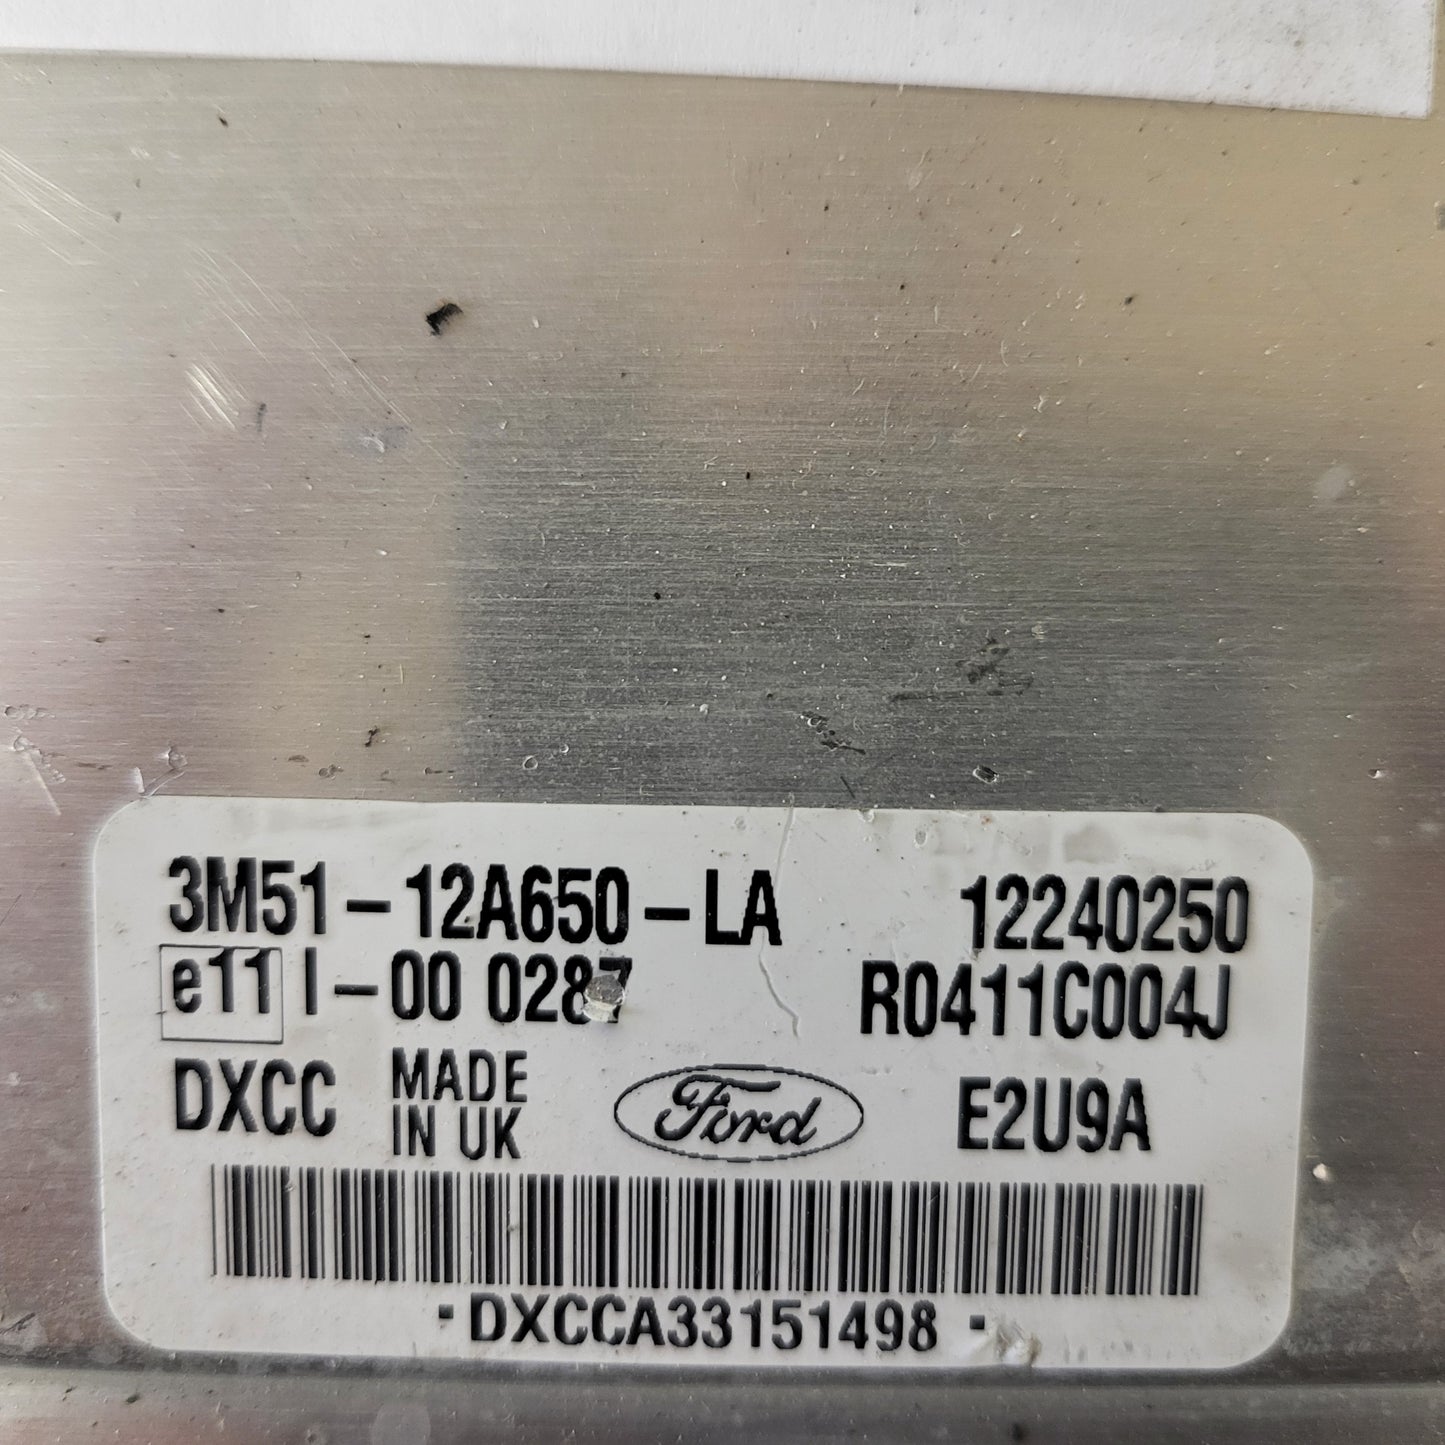 3M51-12A650-LA 12240250
e11 I-00 0287 R0411C004J
DXCC MADE IN UK Ford E2U9A
-DXCCA33151498 -